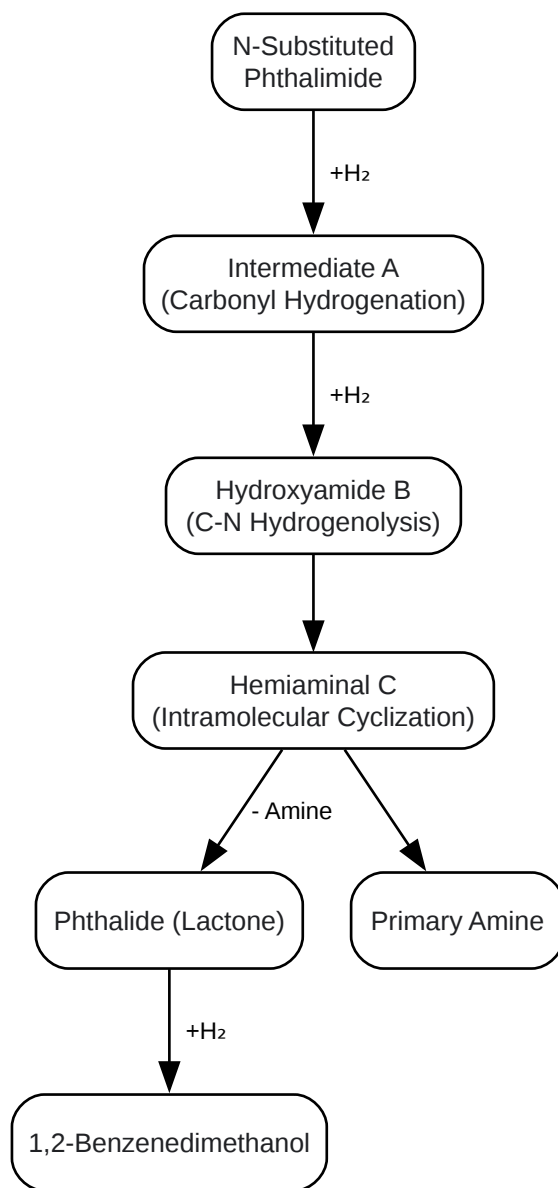 N-Substituted
Phthalimide
+H₂
Intermediate A
(Carbonyl Hydrogenation)
+H₂
Hydroxyamide B
(C-N Hydrogenolysis)
Hemiaminal C
(Intramolecular Cyclization)
- Amine
Phthalide (Lactone)
Primary Amine
+H₂
1,2-Benzenedimethanol